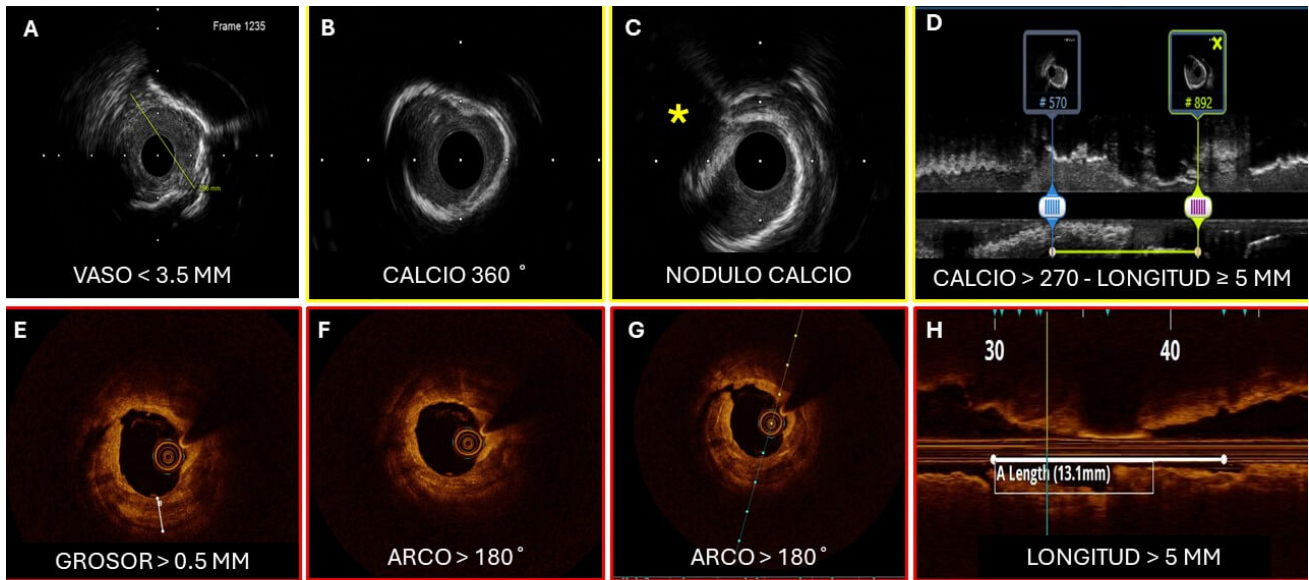 A
Frame 1235
VASO < 3.5 MM
B
CALCIO 360 °
C
*
NODULO CALCIO
D
# 570
# 892
CALCIO > 270 - LONGITUD ≥ 5 MM
E
GROSOR > 0.5 MM
F
ARCO > 180°
G
ARCO > 180°
H
30 40
A Length (13.1mm)
LONGITUD > 5 MM